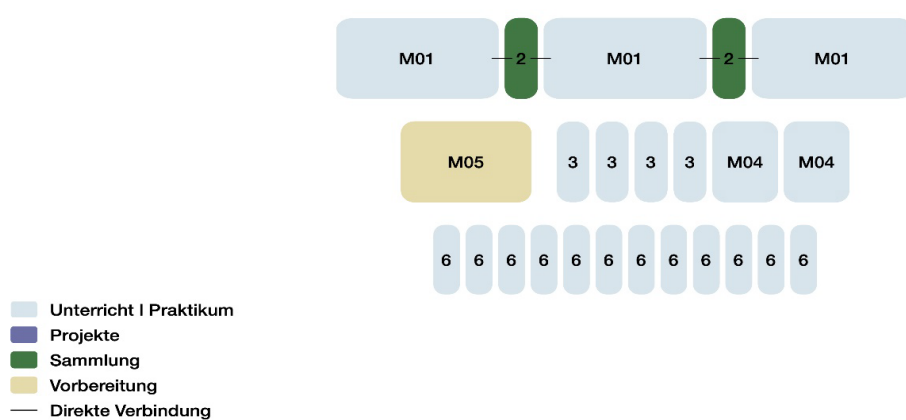 M01 2 M01 2 M01
M05 3 3 3 3 M04 M04
6 6 6 6 6 6 6 6 6 6 6 6
Unterricht I Praktikum
Projekte
Sammlung
Vorbereitung
Direkte Verbindung